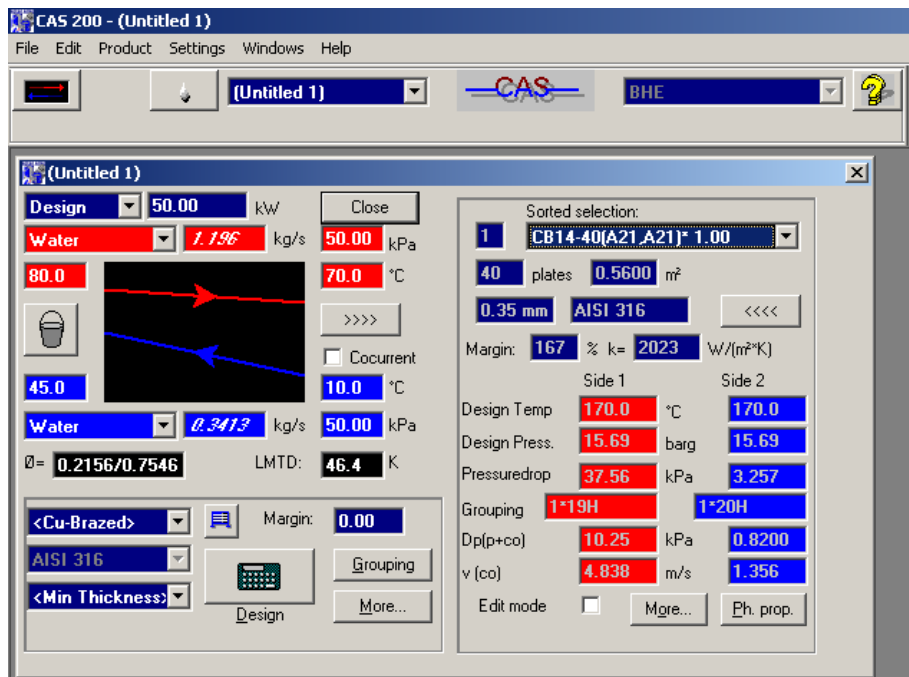 CAS 200 - (Untitled 1)
File Edit Product Settings Windows Help
(Untitled 1) CAS BHE
(Untitled 1)
Design 50.00 kW Close
Water 1.196 kg/s 50.00 kPa
80.0 70.0 °C
>>>>
Cocurrent
45.0 10.0 °C
Water 0.3413 kg/s 50.00 kPa
Ø= 0.2156/0.7546 LMTD: 46.4 K
<Cu-Brazed> Margin: 0.00
AISI 316 Grouping
<Min Thickness> Design More...
Sorted selection:
1 CB14-40(A21,A21)* 1.00
40 plates 0.5600 m²
0.35 mm AISI 316 <<<<
Margin: 167 % k= 2023 W/(m²*K)
Side 1 Side 2
Design Temp 170.0 °C 170.0
Design Press. 15.69 barg 15.69
Pressuredrop 37.56 kPa 3.257
Grouping 1*19H 1*20H
Dp(p+co) 10.25 kPa 0.8200
v (co) 4.838 m/s 1.356
Edit mode More... Ph. prop.